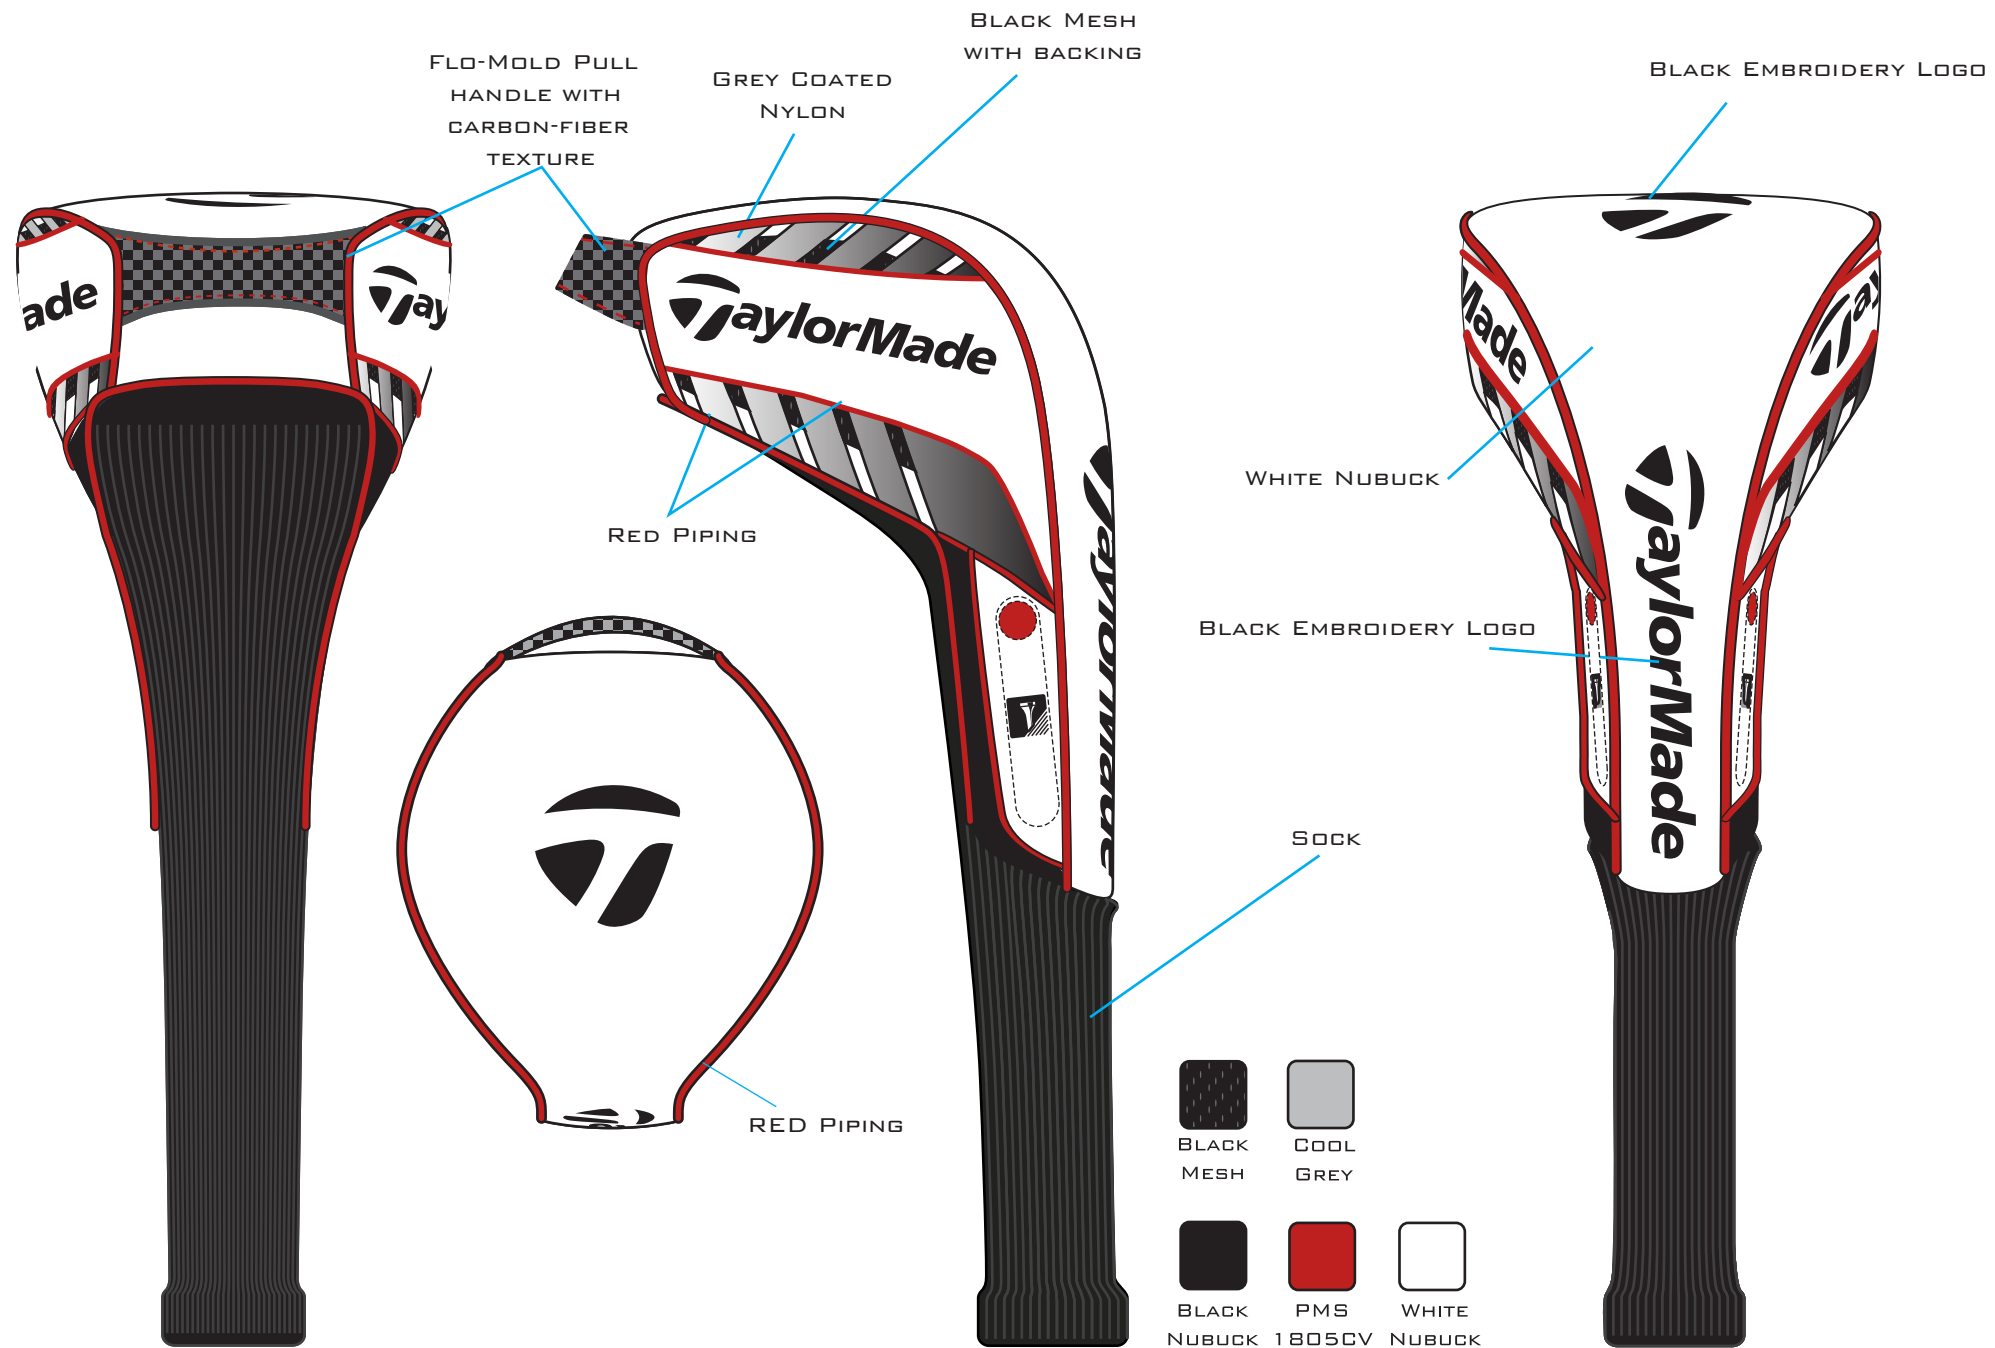 Black Mesh
with backing
Flo-Mold Pull
handle with
carbon-fiber
texture
Grey Coated
Nylon
Black Embroidery Logo
ade
Tay
TaylorMade
Made
Ta
White Nubuck
Red Piping
TaylorMade
TaylorMade
Black Embroidery Logo
Sock
RED Piping
Black
Mesh
Cool
Grey
Black
Nubuck
PMS
1805CV
White
Nubuck